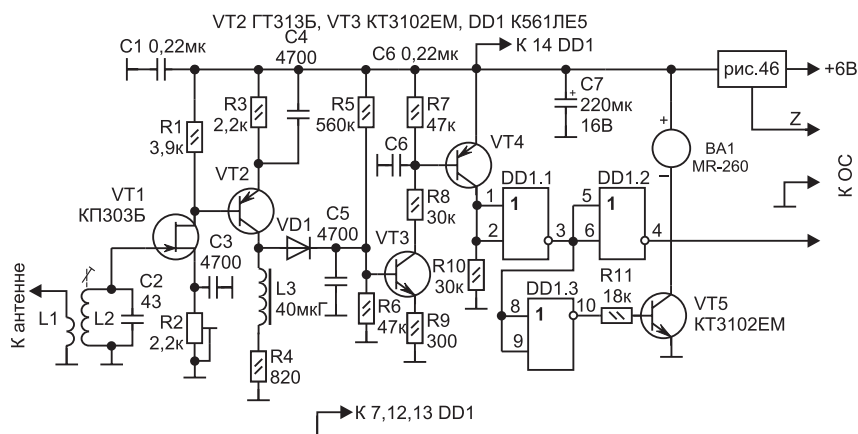 VT2 ГТ313Б, VT3 КТ3102ЕМ, DD1 К561ЛЕ5
C1 0,22мк
C4
4700
C6 0,22мк
К 14 DD1
рис.46
+6В
R1
3,9к
R3
2,2к
R5
560к
R7
47к
C7
+
220мк
16В
Z
+
BA1
MR-260
–
VT1
КП303Б
VT2
C6
VT4
DD1.1
DD1.2
К ОС
R8
30к
1
1
2
3
5
1
6
4
VD1
C5
4700
VT3
C3
4700
C2
43
К антенне
L1
L2
R2
2,2к
L3
40мкГ
R4
820
R6
47к
R9
300
R10
30к
DD1.3
8
1
9
10
R11
18к
VT5
КТ3102ЕМ
К 7,12,13 DD1